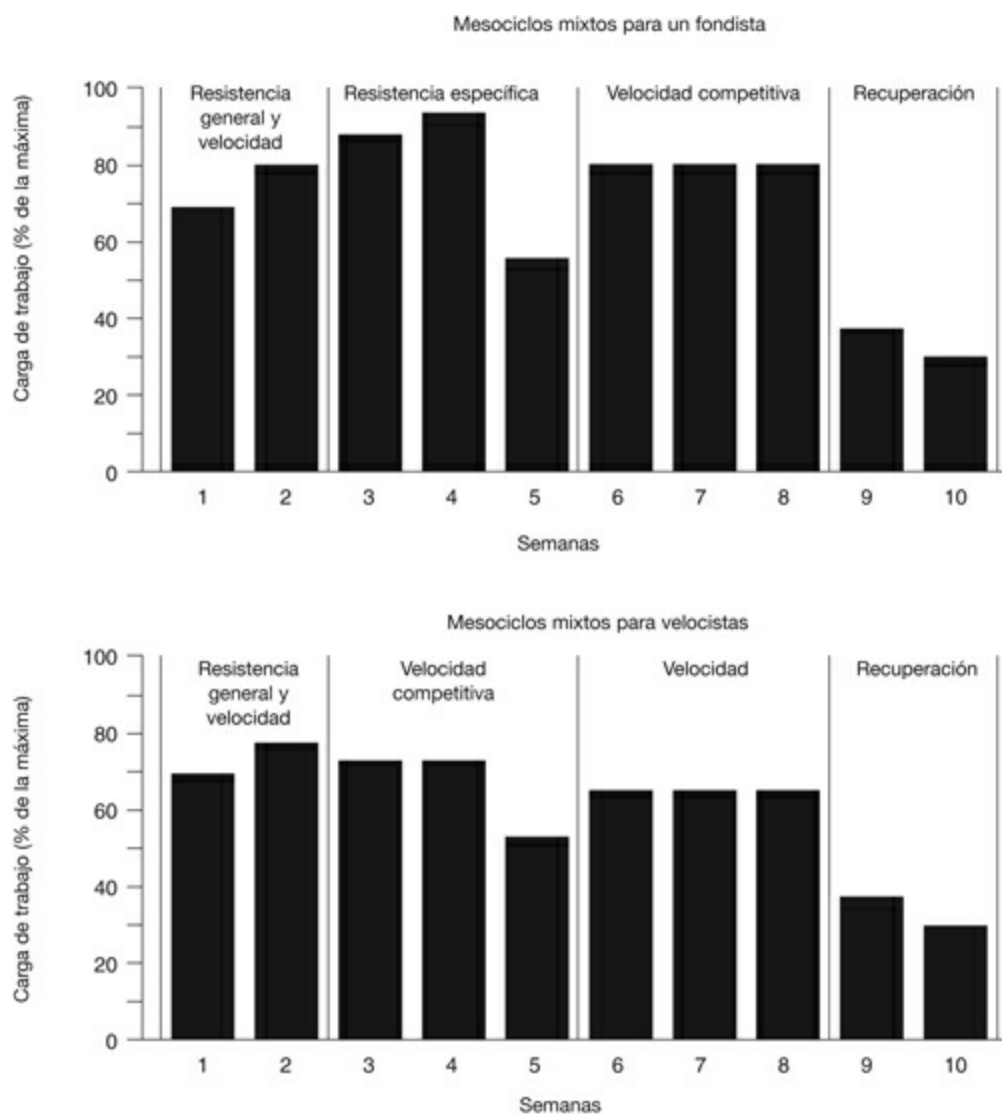 Mesociclos mixtos para un fondista
Carga de trabajo (% de la máxima)
100
80
60
40
20
0
Resistencia
general y
velocidad
Resistencia específica
Velocidad competitiva
Recuperación
1 2 3 4 5 6 7 8 9 10
Semanas
Mesociclos mixtos para velocistas
Carga de trabajo (% de la máxima)
100
80
60
40
20
0
Resistencia
general y
velocidad
Velocidad
competitiva
Velocidad
Recuperación
1 2 3 4 5 6 7 8 9 10
Semanas